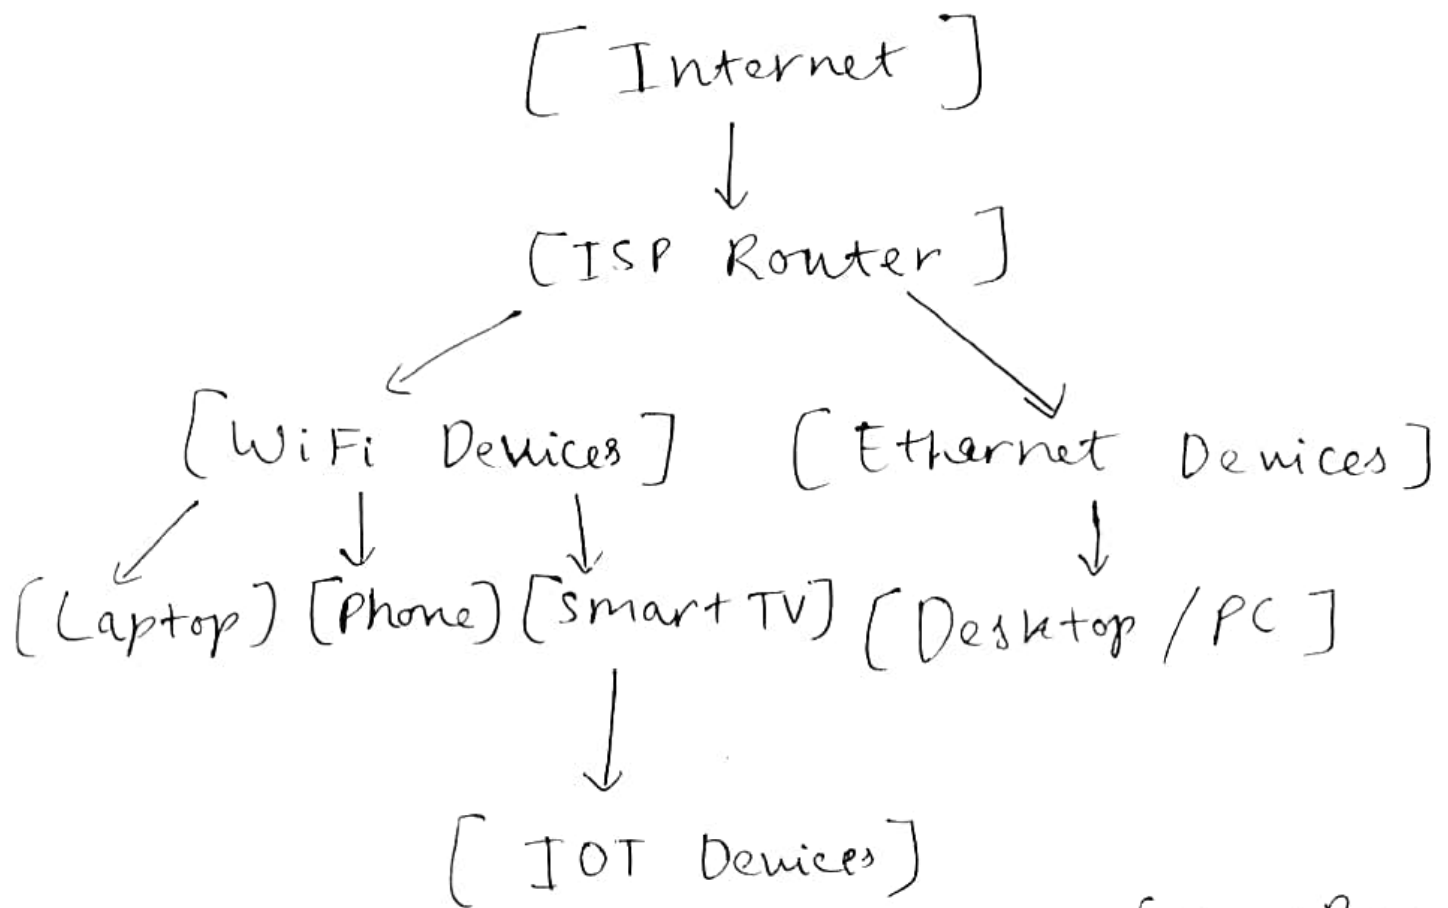 [ Internet ]
[ ISP Router ]
[ WiFi Devices ] [ Ethernet Devices ]
[ Laptop ] [ Phone ] [ Smart TV ] [ Desktop / PC ]
[ IOT Devices ]